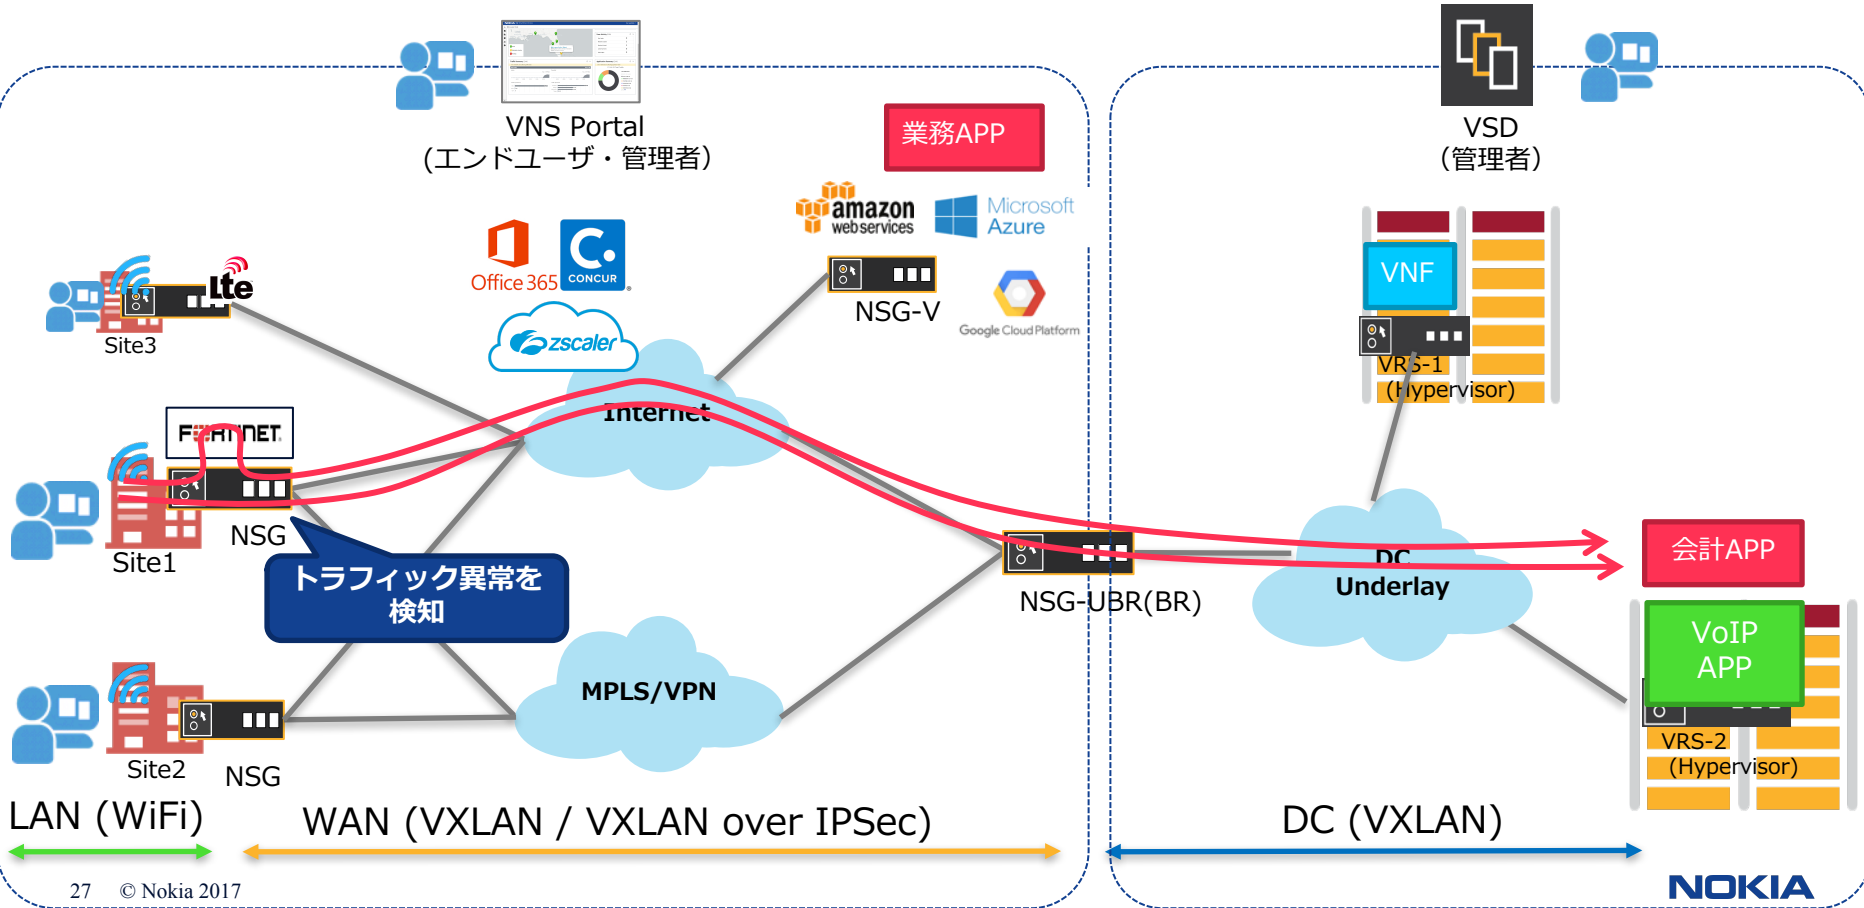 VNS Portal
(エンドユーザ・管理者）
業務APP
VSD
（管理者）
amazon
webservices
Microsoft
Azure
Office 365
C.
CONCUR
zscaler
NSG-V
Google Cloud Platform
VNF
VRS-1
(Hypervisor)
Lte
Site3
Internet
FORTINET
NSG
Site1
トラフィック異常を
検知
NSG-UBR(BR)
DC
Underlay
会計APP
VoIP
APP
VRS-2
(Hypervisor)
MPLS/VPN
Site2
NSG
LAN (WiFi)
WAN (VXLAN / VXLAN over IPSec)
DC (VXLAN)
27 © Nokia 2017
NOKIA